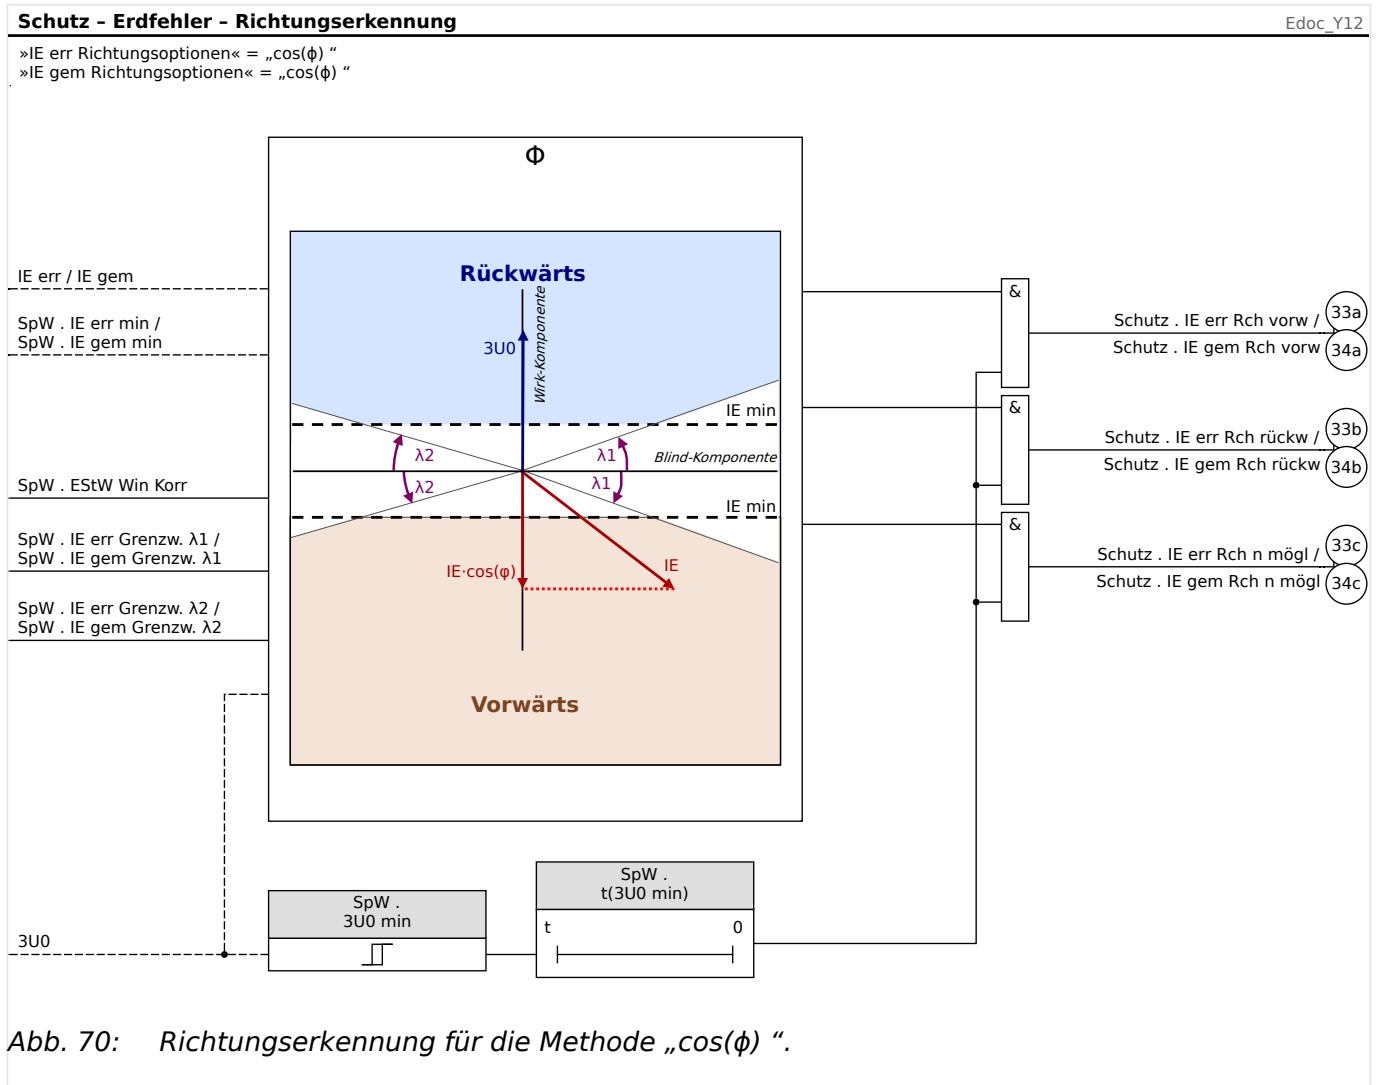 Schutz – Erdfehler – Richtungserkennung
Edoc_Y12
»IE err Richtungsoptionen« = „cos(ϕ) “
»IE gem Richtungsoptionen« = „cos(ϕ) “
Φ
IE err / IE gem
SpW . IE err min /
SpW . IE gem min
SpW . EStW Win Korr
SpW . IE err Grenzw. λ1 /
SpW . IE gem Grenzw. λ1
SpW . IE err Grenzw. λ2 /
SpW . IE gem Grenzw. λ2
3U0
Rückwärts
3U0
Wirk-Komponente
IE min
λ2
λ1
Blind-Komponente
λ2
λ1
IE min
IE·cos(φ)
IE
Vorwärts
SpW .
3U0 min
SpW .
t(3U0 min)
t
0
&
Schutz . IE err Rch vorw /
33a
Schutz . IE gem Rch vorw
34a
&
Schutz . IE err Rch rückw /
33b
Schutz . IE gem Rch rückw
34b
&
Schutz . IE err Rch n mögl /
33c
Schutz . IE gem Rch n mögl
34c
Abb. 70: Richtungserkennung für die Methode „cos(ϕ) “.